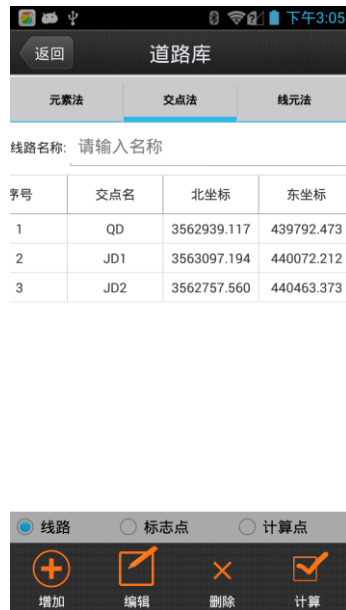 下午3:05
返回 道路库
元素法 交点法 线元法
线路名称: 请输入名称
序号 交点名 北坐标 东坐标
1 QD 3562939.117 439792.473
2 JD1 3563097.194 440072.212
3 JD2 3562757.560 440463.373
线路 标志点 计算点
增加 编辑 删除 计算